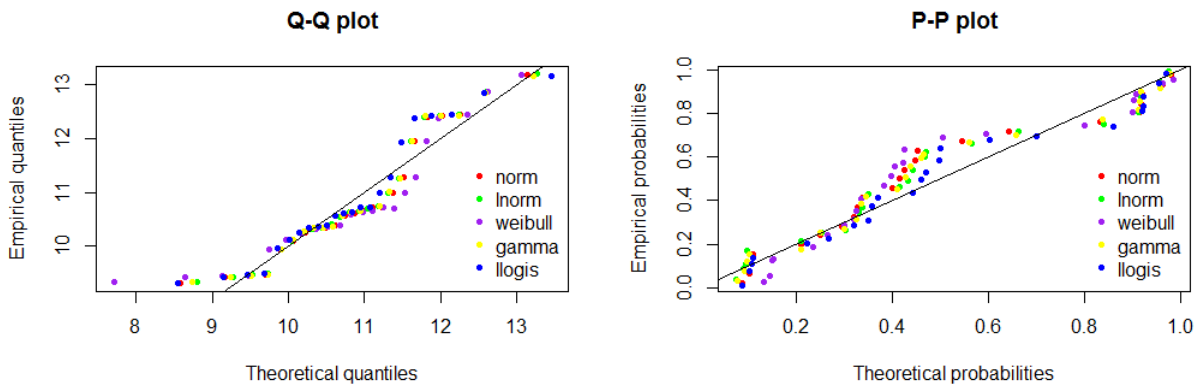 Q-Q plot
Empirical quantiles
13
12
11
10
norm
lnorm
weibull
gamma
llogis
8 9 10 11 12 13
Theoretical quantiles
P-P plot
Empirical probabilities
1.0
0.8
0.6
0.4
0.2
0.0
norm
lnorm
weibull
gamma
llogis
0.2 0.4 0.6 0.8 1.0
Theoretical probabilities